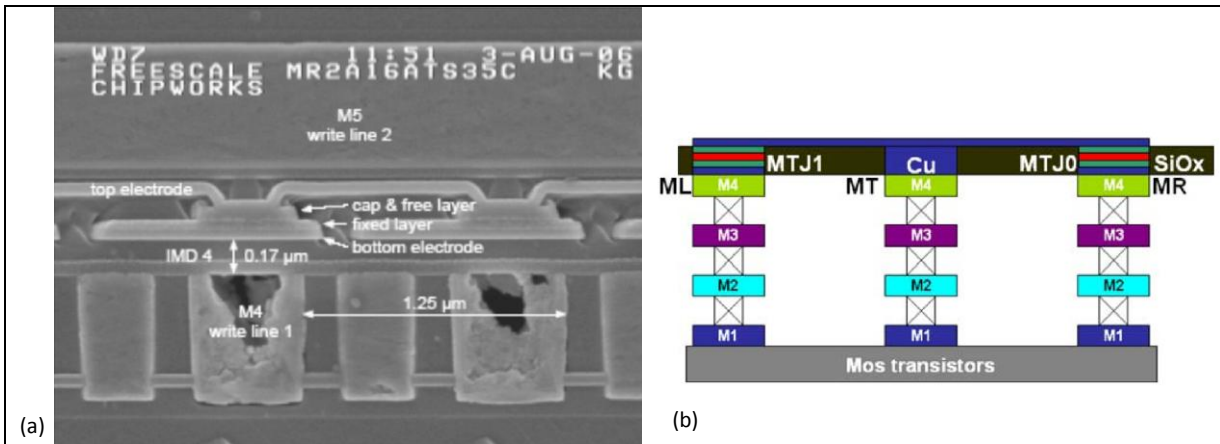 WD7 11:51 3-AUG-06
FREESCALE MR2A16ATS35C KG
CHIPWORKS
M5
write line 2
top electrode
cap & free layer
fixed layer
bottom electrode
IMD 4 0.17 µm
1.25 µm
M4
write line 1
(a)
MTJ1 Cu MTJ0 SiOx
ML M4 MT M4 M4 MR
M3 M3 M3
M2 M2 M2
M1 M1 M1
Mos transistors
(b)